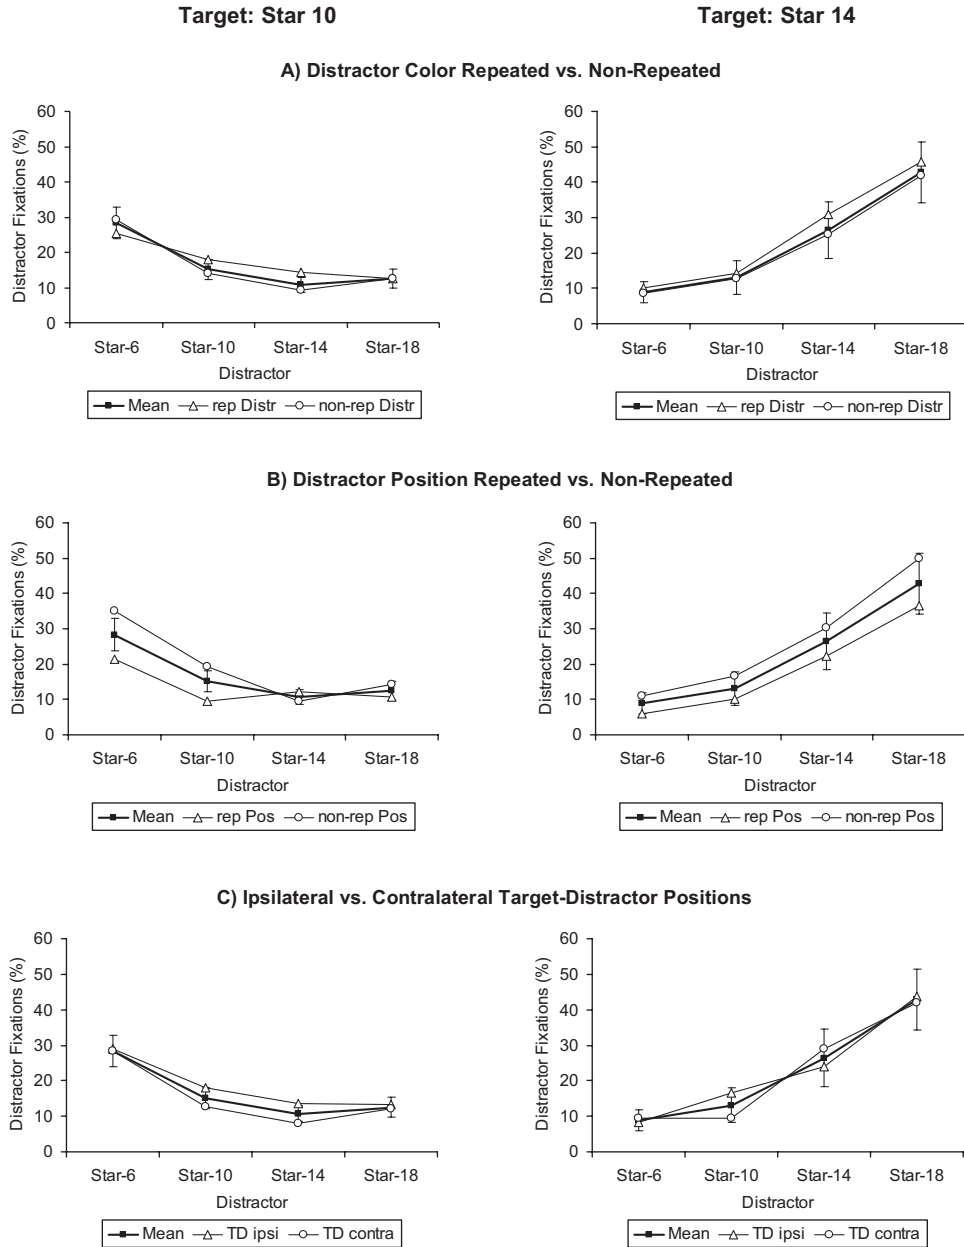 Target: Star 10
Target: Star 14
A) Distractor Color Repeated vs. Non-Repeated
Distractor Fixations (%)
60
50
40
30
20
10
0
Star-6 Star-10 Star-14 Star-18
Distractor
Mean rep Distr non-rep Distr
Distractor Fixations (%)
60
50
40
30
20
10
0
Star-6 Star-10 Star-14 Star-18
Distractor
Mean rep Distr non-rep Distr
B) Distractor Position Repeated vs. Non-Repeated
Distractor Fixations (%)
60
50
40
30
20
10
0
Star-6 Star-10 Star-14 Star-18
Distractor
Mean rep Pos non-rep Pos
Distractor Fixations (%)
60
50
40
30
20
10
0
Star-6 Star-10 Star-14 Star-18
Distractor
Mean rep Pos non-rep Pos
C) Ipsilateral vs. Contralateral Target-Distractor Positions
Distractor Fixations (%)
60
50
40
30
20
10
0
Star-6 Star-10 Star-14 Star-18
Distractor
Mean TD ipsi TD contra
Distractor Fixations (%)
60
50
40
30
20
10
0
Star-6 Star-10 Star-14 Star-18
Distractor
Mean TD ipsi TD contra